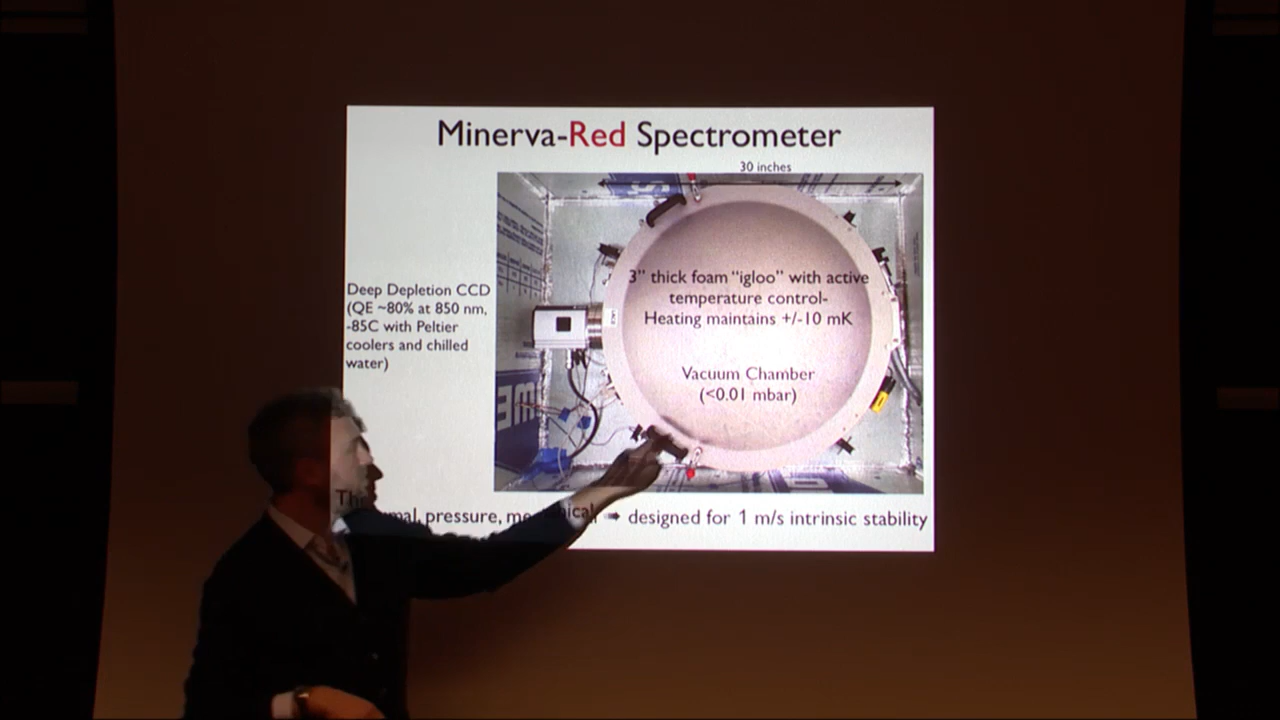 Minerva-Red Spectrometer
30 inches
3" thick foam "igloo" with active
temperature control-
Heating maintains +/-10 mK
Deep Depletion CCD
(QE ~80% at 850 nm,
-85C with Peltier
coolers and chilled
water)
Vacuum Chamber
(<0.01 mbar)
pressure, ➡ designed for 1 m/s intrinsic stability